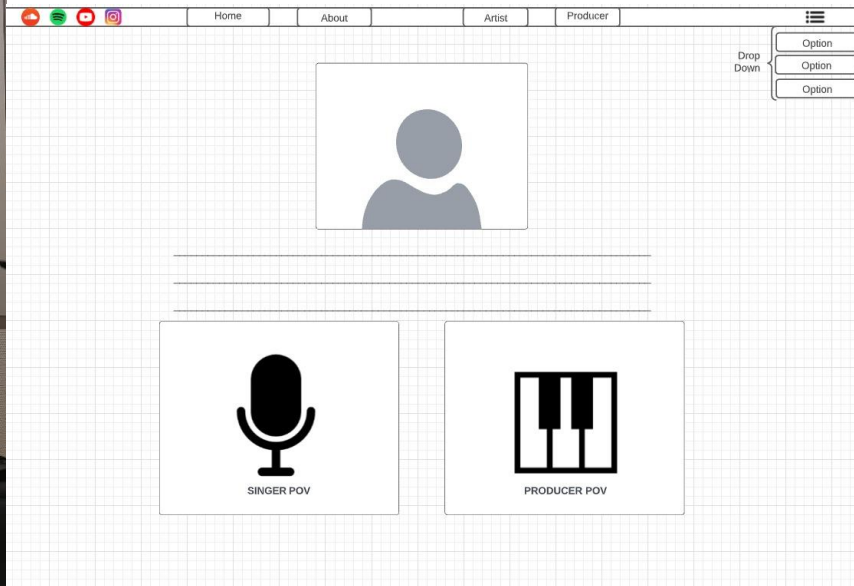 Home
About
Artist
Producer
Option
Drop
Down
Option
Option
SINGER POV
PRODUCER POV